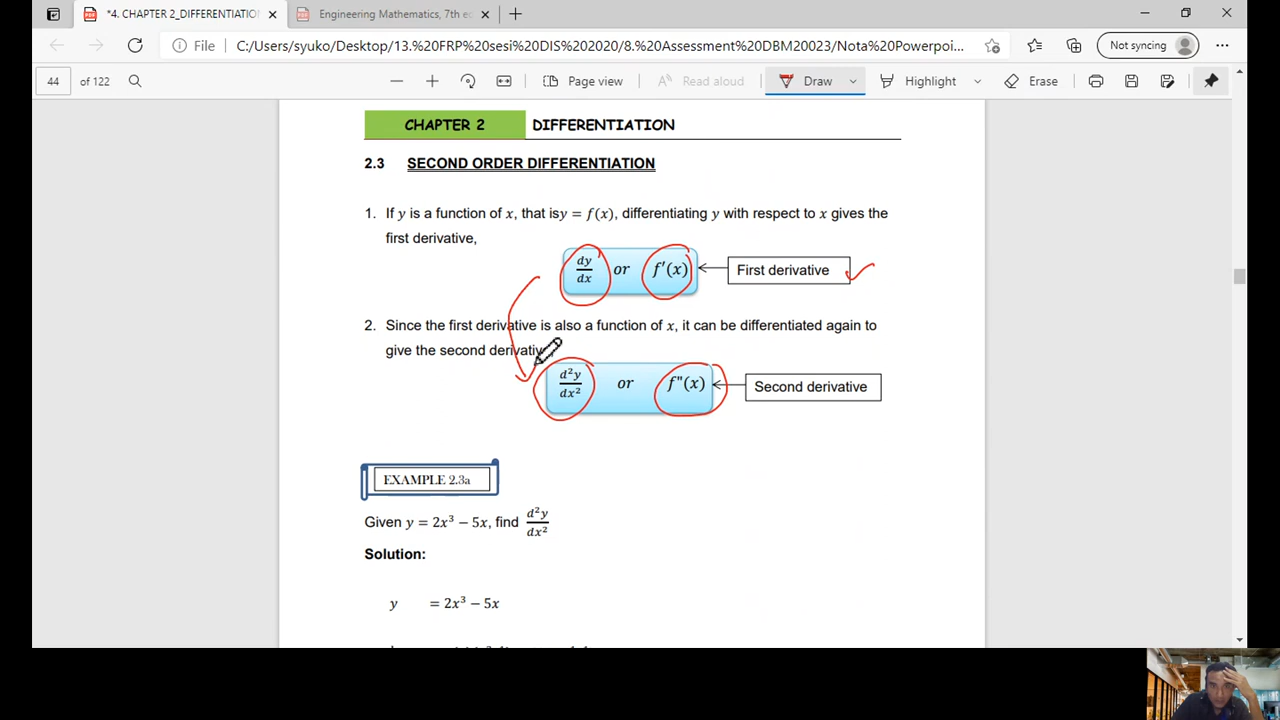 *4. CHAPTER 2_DIFFERENTIATIO
Engineering Mathematics, 7th e
File C:/Users/syuko/Desktop/13.%20FRP%20sesi%20DIS%202020/8.%20Assessment%20DBM20023/Nota%20Powerpoi... Not syncing
44 of 122 Page view Read aloud Draw Highlight Erase
CHAPTER 2 DIFFERENTIATION
2.3 SECOND ORDER DIFFERENTIATION
1. If y is a function of x, that isy = f(x), differentiating y with respect to x gives the
first derivative,
dy/dx or f'(x) First derivative
2. Since the first derivative is also a function of x, it can be differentiated again to
give the second derivativ
d²y/dx² or f"(x) Second derivative
EXAMPLE 2.3a
Given y = 2x³ − 5x, find d²y/dx²
Solution:
y = 2x³ − 5x